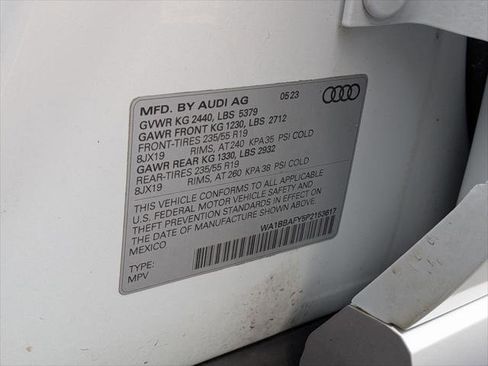 MFD. BY AUDI AG 05 23
GVWR KG 2440, LBS 5379
GAWR FRONT KG 1230, LBS 2712
FRONT-TIRES 235/55 R19
8JX19 RIMS, AT 240 KPA 35 PSI COLD
GAWR REAR KG 1330, LBS 2932
REAR-TIRES 235/55 R19
8JX19 RIMS, AT 260 KPA 38 PSI COLD
THIS VEHICLE CONFORMS TO ALL APPLICABLE
U.S. FEDERAL MOTOR VEHICLE SAFETY AND
THEFT PREVENTION STANDARDS IN EFFECT ON
THE DATE OF MANUFACTURE SHOWN ABOVE.
MEXICO
WA1BBAFY5P2163617
TYPE:
MPV